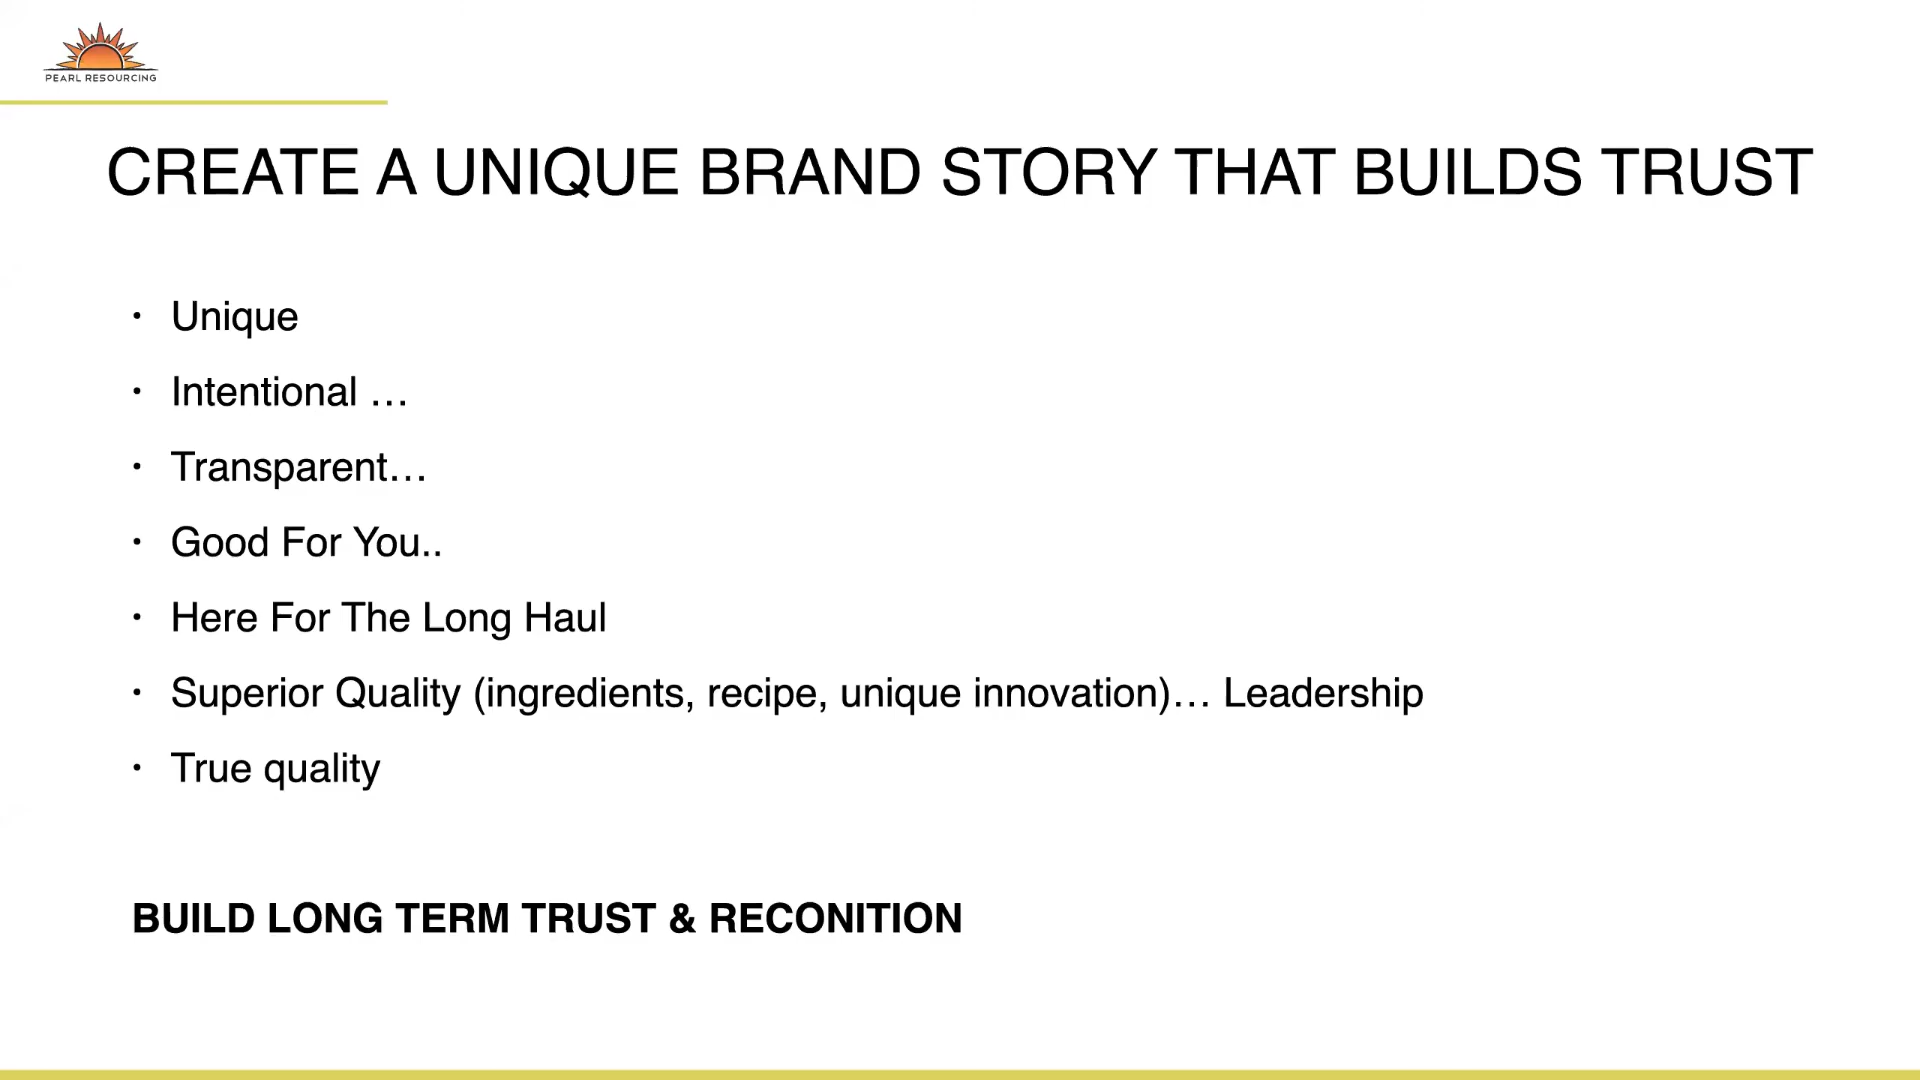 PEARL RESOURCING
CREATE A UNIQUE BRAND STORY THAT BUILDS TRUST
• Unique
• Intentional …
• Transparent…
• Good For You..
• Here For The Long Haul
• Superior Quality (ingredients, recipe, unique innovation)… Leadership
• True quality
BUILD LONG TERM TRUST & RECONITION